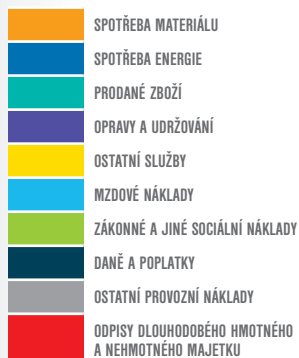 SPOTŘEBA MATERIÁLU
SPOTŘEBA ENERGIE
PRODANÉ ZBOŽÍ
OPRAVY A UDRŽOVÁNÍ
OSTATNÍ SLUŽBY
MZDOVÉ NÁKLADY
ZÁKONNÉ A JINÉ SOCIÁLNÍ NÁKLADY
DANĚ A POPLATKY
OSTATNÍ PROVOZNÍ NÁKLADY
ODPISY DLOUHODOBÉHO HMOTNÉHO
A NEHMOTNÉHO MAJETKU